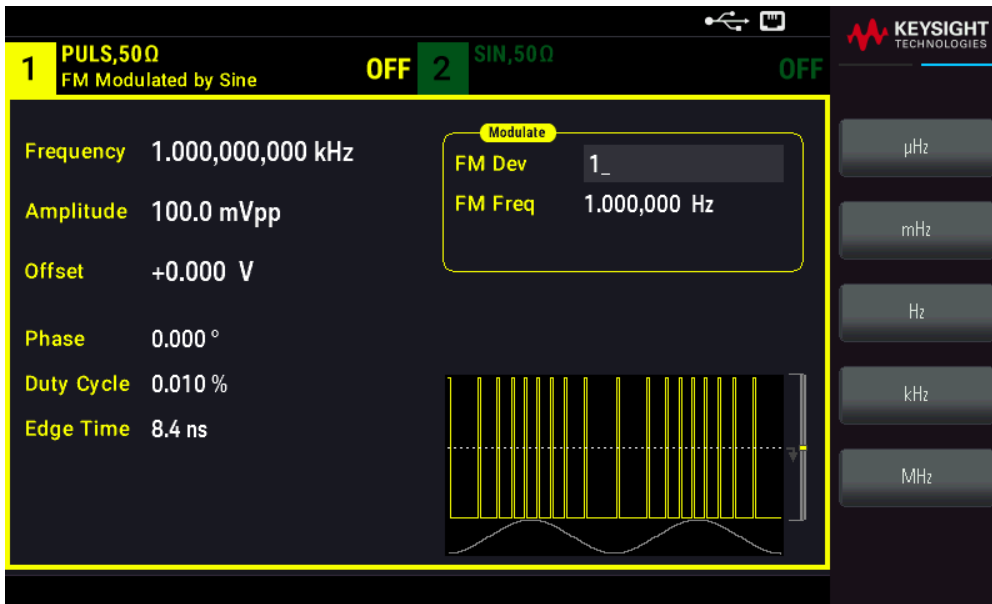 KEYSIGHT
TECHNOLOGIES
1 PULS,50Ω
FM Modulated by Sine
OFF
2 SIN,50Ω
OFF
Frequency 1.000,000,000 kHz
Amplitude 100.0 mVpp
Offset +0.000 V
Phase 0.000 °
Duty Cycle 0.010 %
Edge Time 8.4 ns
Modulate
FM Dev 1_
FM Freq 1.000,000 Hz
µHz
mHz
Hz
kHz
MHz